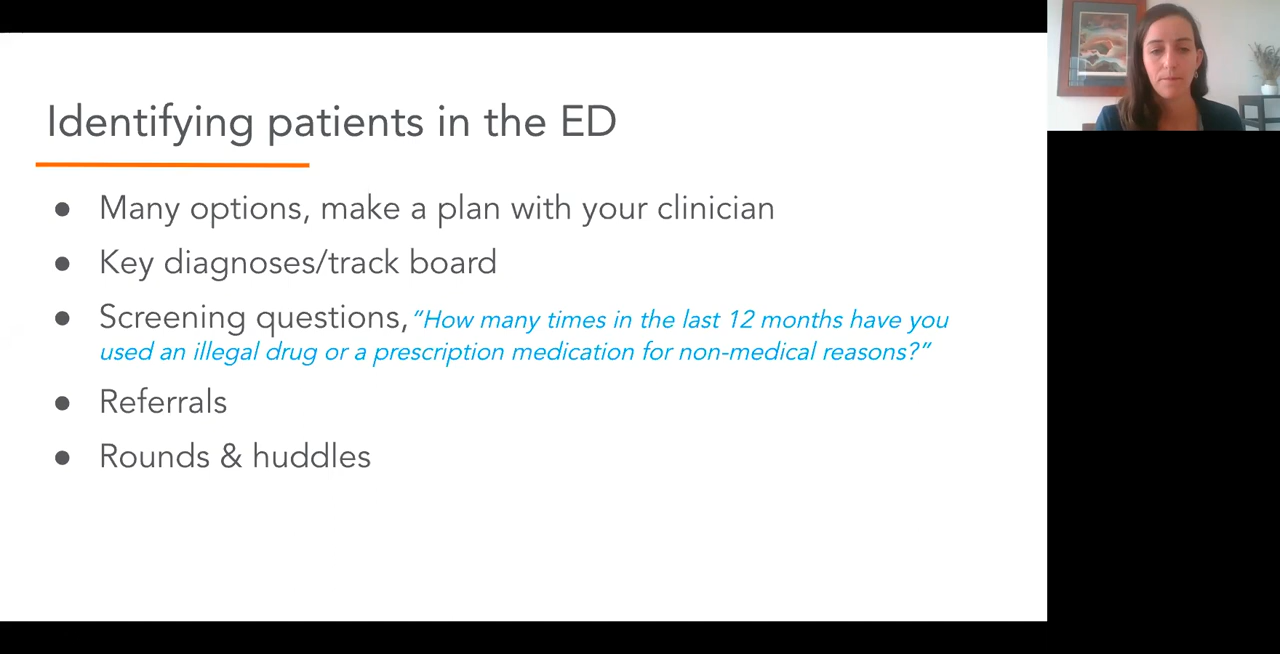 Identifying patients in the ED
● Many options, make a plan with your clinician
● Key diagnoses/track board
● Screening questions, “How many times in the last 12 months have you
used an illegal drug or a prescription medication for non-medical reasons?”
● Referrals
● Rounds & huddles